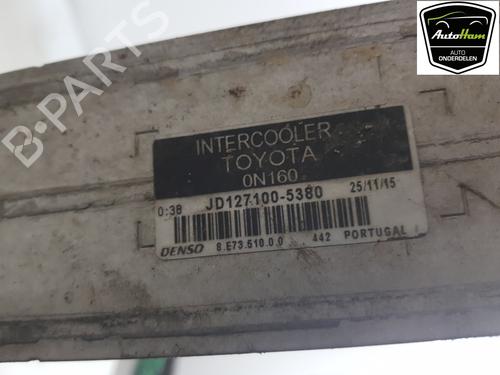 AutoHam
AUTO
ONDERDELEN
B-PARTS
INTERCOOLER
TOYOTA
0N160
0:38 JD127100-5380 25/11/15
DENSO 8.E73.510.0.0 442 PORTUGAL